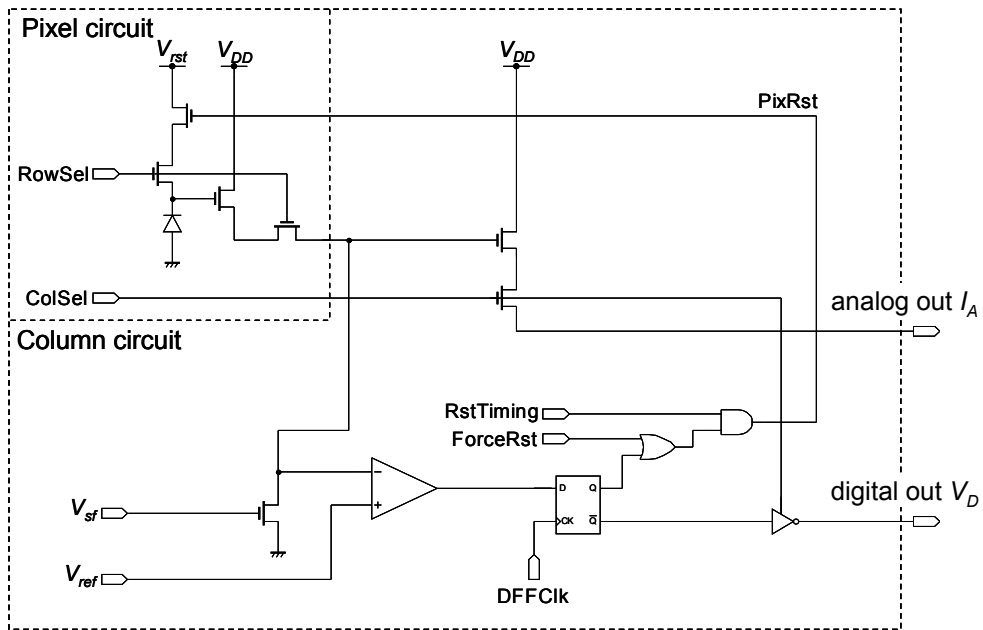 Pixel circuit
V_rst
V_DD
V_DD
PixRst
RowSel
ColSel
analog out I_A
Column circuit
RstTiming
ForceRst
V_sf
D Q
CK Q̅
digital out V_D
V_ref
DFFClk